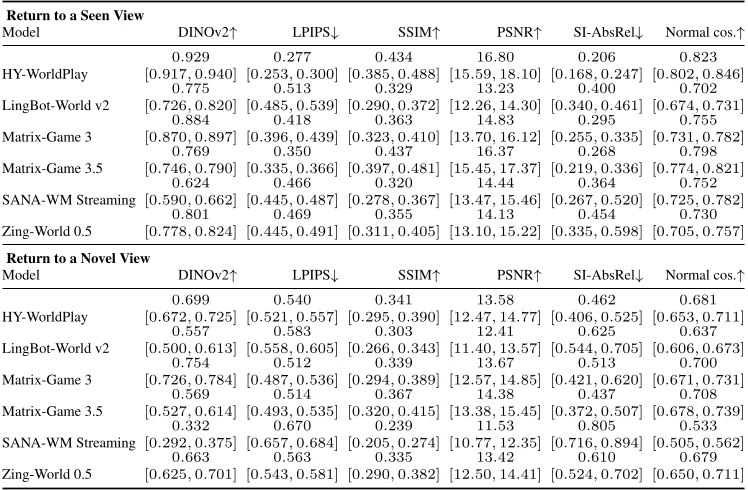 Return to a Seen View
Model DINOv2↑ LPIPS↓ SSIM↑ PSNR↑ SI-AbsRel↓ Normal cos.↑
0.929 0.277 0.434 16.80 0.206 0.823
HY-WorldPlay [0.917, 0.940] [0.253, 0.300] [0.385, 0.488] [15.59, 18.10] [0.168, 0.247] [0.802, 0.846]
0.775 0.513 0.329 13.23 0.400 0.702
LingBot-World v2 [0.726, 0.820] [0.485, 0.539] [0.290, 0.372] [12.26, 14.30] [0.340, 0.461] [0.674, 0.731]
0.884 0.418 0.363 14.83 0.295 0.755
Matrix-Game 3 [0.870, 0.897] [0.396, 0.439] [0.323, 0.410] [13.70, 16.12] [0.255, 0.335] [0.731, 0.782]
0.769 0.350 0.437 16.37 0.268 0.798
Matrix-Game 3.5 [0.746, 0.790] [0.335, 0.366] [0.397, 0.481] [15.45, 17.37] [0.219, 0.336] [0.774, 0.821]
0.624 0.466 0.320 14.44 0.364 0.752
SANA-WM Streaming [0.590, 0.662] [0.445, 0.487] [0.278, 0.367] [13.47, 15.46] [0.267, 0.520] [0.725, 0.782]
0.801 0.469 0.355 14.13 0.454 0.730
Zing-World 0.5 [0.778, 0.824] [0.445, 0.491] [0.311, 0.405] [13.10, 15.22] [0.335, 0.598] [0.705, 0.757]
Return to a Novel View
Model DINOv2↑ LPIPS↓ SSIM↑ PSNR↑ SI-AbsRel↓ Normal cos.↑
0.699 0.540 0.341 13.58 0.462 0.681
HY-WorldPlay [0.672, 0.725] [0.521, 0.557] [0.295, 0.390] [12.47, 14.77] [0.406, 0.525] [0.653, 0.711]
0.557 0.583 0.303 12.41 0.625 0.637
LingBot-World v2 [0.500, 0.613] [0.558, 0.605] [0.266, 0.343] [11.40, 13.57] [0.544, 0.705] [0.606, 0.673]
0.754 0.512 0.339 13.67 0.513 0.700
Matrix-Game 3 [0.726, 0.784] [0.487, 0.536] [0.294, 0.389] [12.57, 14.85] [0.421, 0.620] [0.671, 0.731]
0.569 0.514 0.367 14.38 0.437 0.708
Matrix-Game 3.5 [0.527, 0.614] [0.493, 0.535] [0.320, 0.415] [13.38, 15.45] [0.372, 0.507] [0.678, 0.739]
0.332 0.670 0.239 11.53 0.805 0.533
SANA-WM Streaming [0.292, 0.375] [0.657, 0.684] [0.205, 0.274] [10.77, 12.35] [0.716, 0.894] [0.505, 0.562]
0.663 0.563 0.335 13.42 0.610 0.679
Zing-World 0.5 [0.625, 0.701] [0.543, 0.581] [0.290, 0.382] [12.50, 14.41] [0.524, 0.702] [0.650, 0.711]